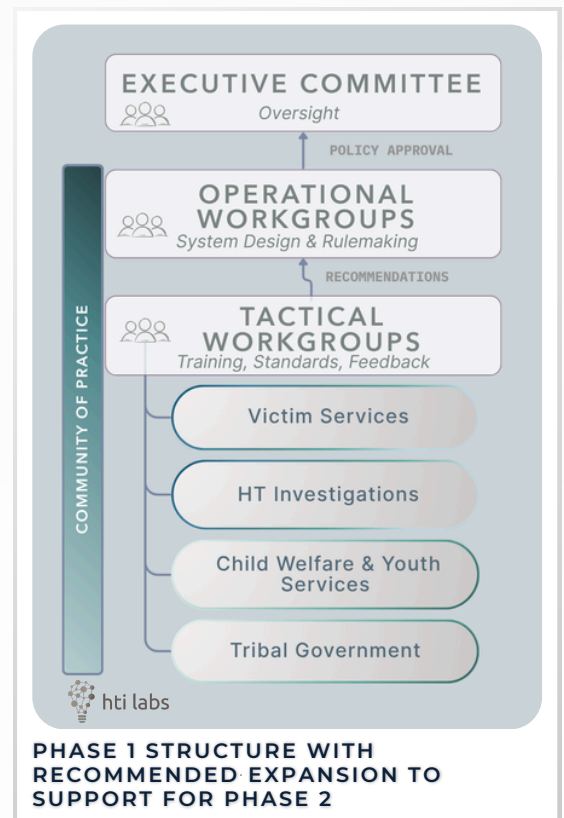 EXECUTIVE COMMITTEE
Oversight
POLICY APPROVAL
OPERATIONAL
WORKGROUPS
System Design & Rulemaking
RECOMMENDATIONS
TACTICAL
WORKGROUPS
Training, Standards, Feedback
COMMUNITY OF PRACTICE
Victim Services
HT Investigations
Child Welfare & Youth
Services
Tribal Government
hti labs
PHASE 1 STRUCTURE WITH
RECOMMENDED EXPANSION TO
SUPPORT FOR PHASE 2